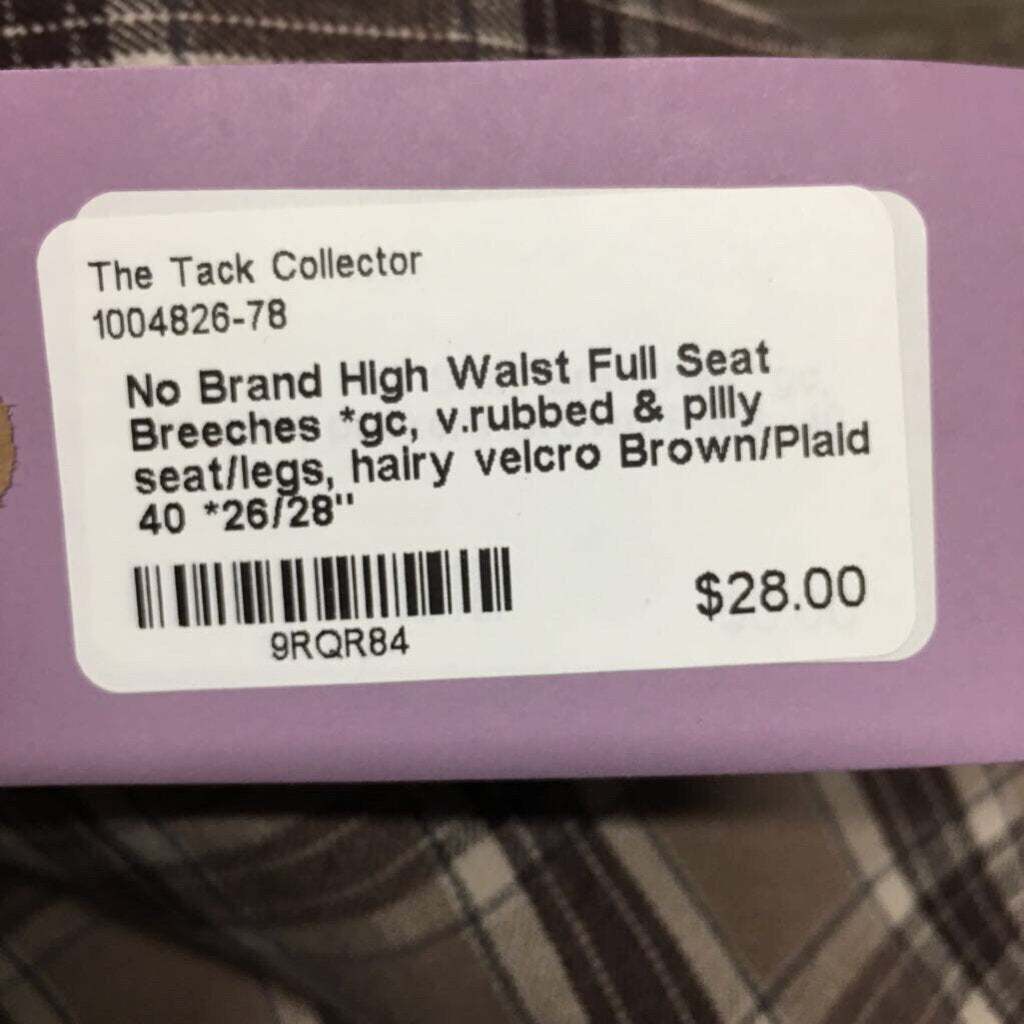 The Tack Collector
1004826-78
No Brand High Waist Full Seat
Breeches *gc, v.rubbed & pilly
seat/legs, hairy velcro Brown/Plaid
40 *26/28"
9RQR84
$28.00